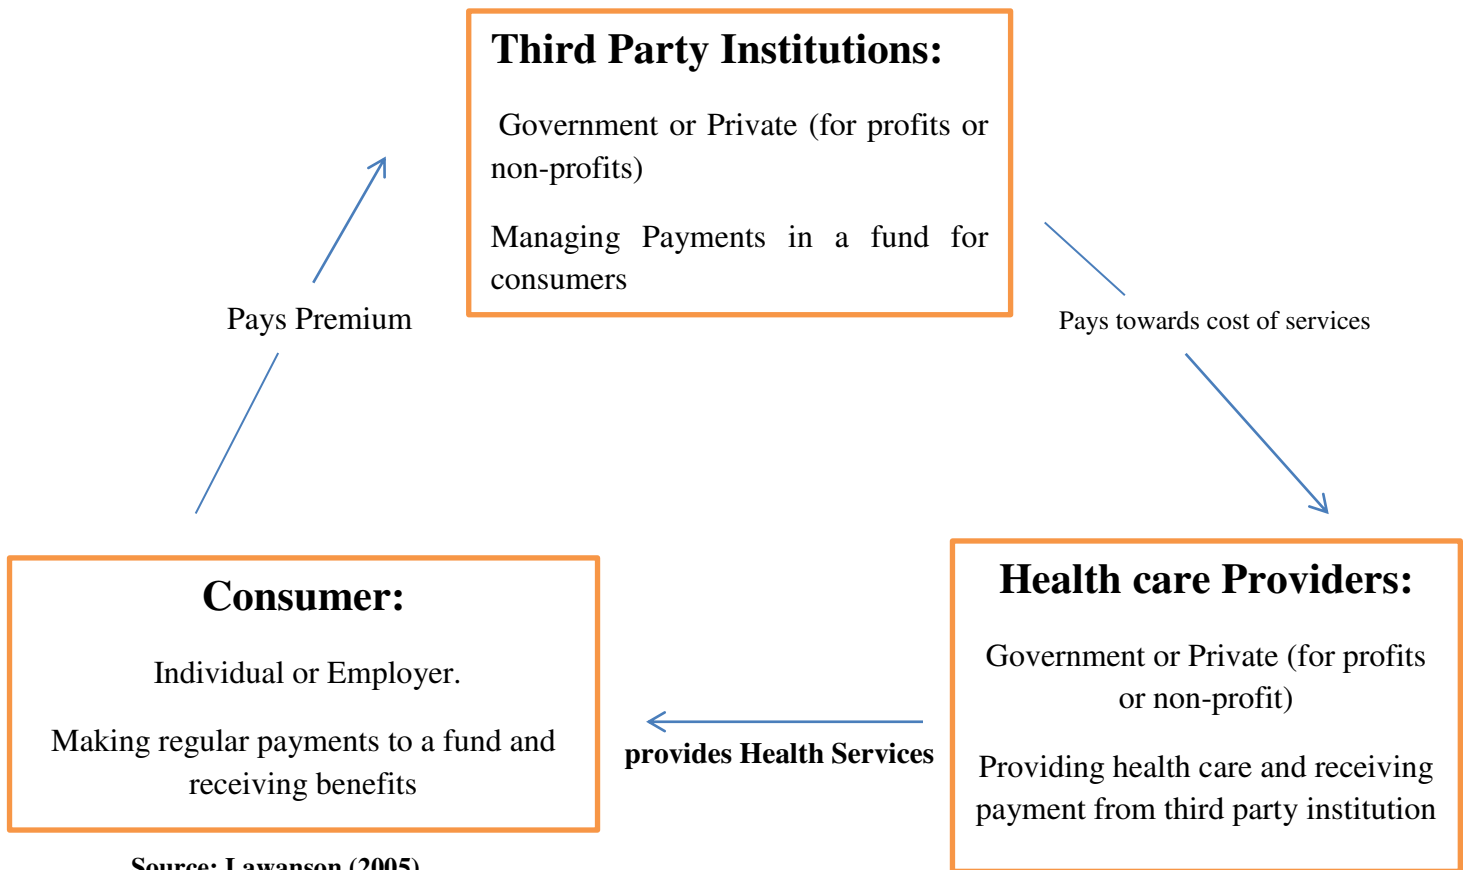 Third Party Institutions:
Government or Private (for profits or
non-profits)
Managing Payments in a fund for
consumers
Pays Premium
Pays towards cost of services
Consumer:
Individual or Employer.
Making regular payments to a fund and
receiving benefits
provides Health Services
Health care Providers:
Government or Private (for profits
or non-profit)
Providing health care and receiving
payment from third party institution
Source: Lawanson (2005)